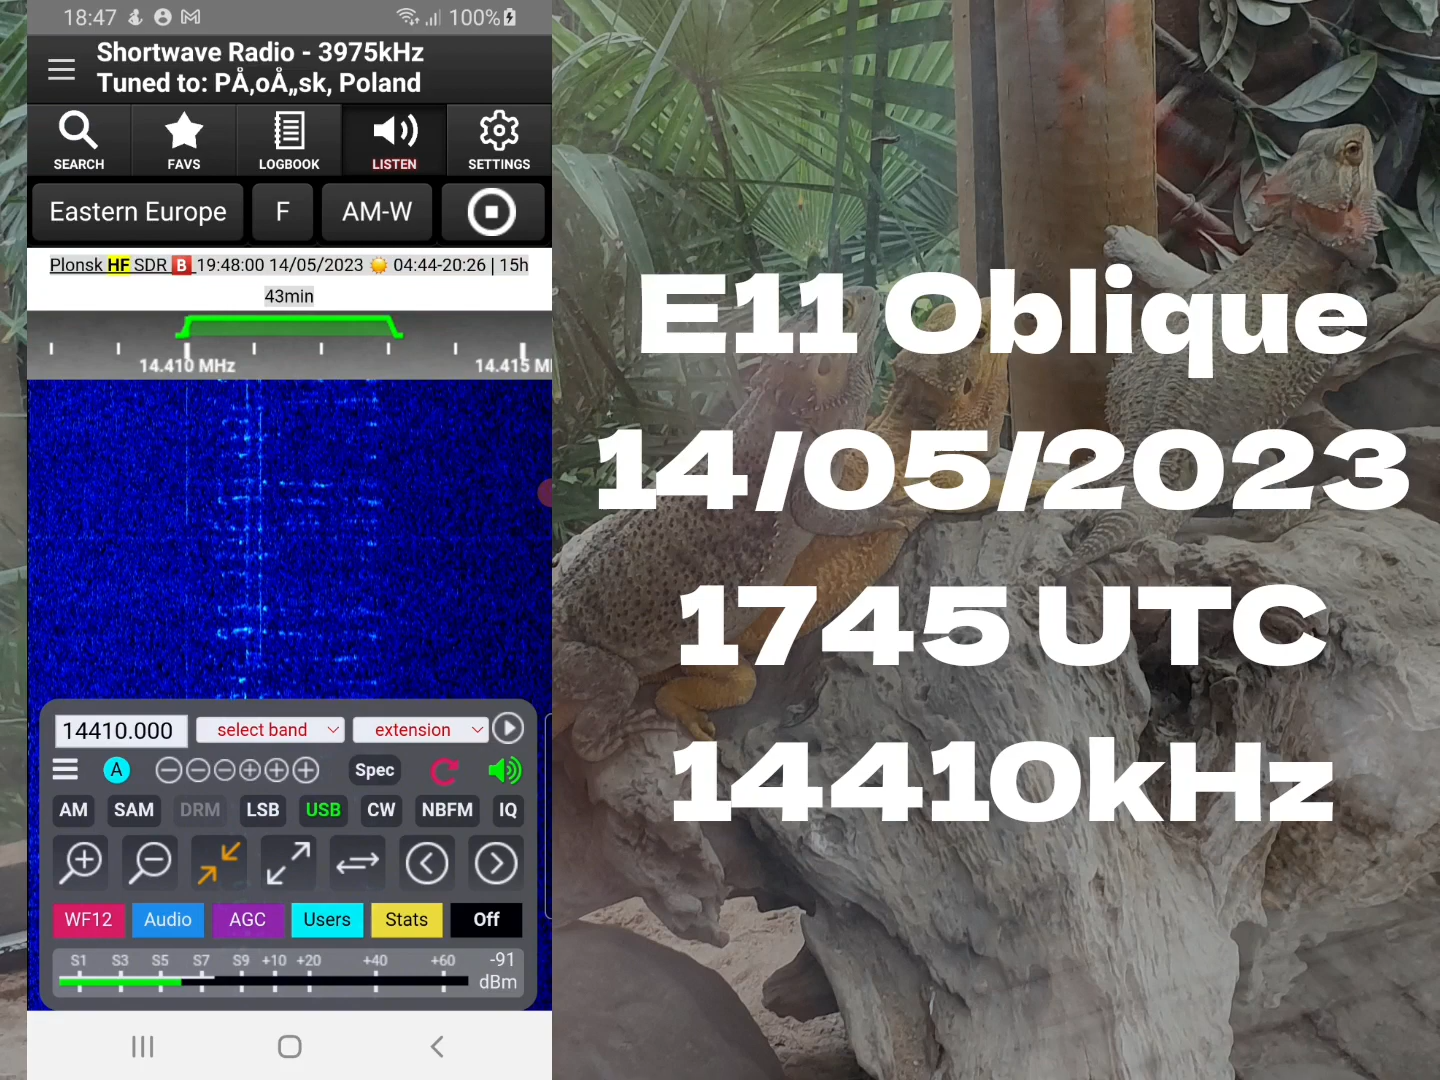 18:47
100%
Shortwave Radio - 3975kHz
Tuned to: PÅ‚oÅ„sk, Poland
SEARCH
FAVS
LOGBOOK
LISTEN
SETTINGS
Eastern Europe
F
AM-W
Plonsk HF SDR B 19:48:00 14/05/2023 04:44-20:26 | 15h
43min
14.410 MHz
14.415 M
14410.000
select band
extension
A
Spec
AM
SAM
DRM
LSB
USB
CW
NBFM
IQ
WF12
Audio
AGC
Users
Stats
Off
S1
S3
S5
S7
S9
+10
+20
+40
+60
-91
dBm
E11 Oblique
14/05/2023
1745 UTC
14410kHz